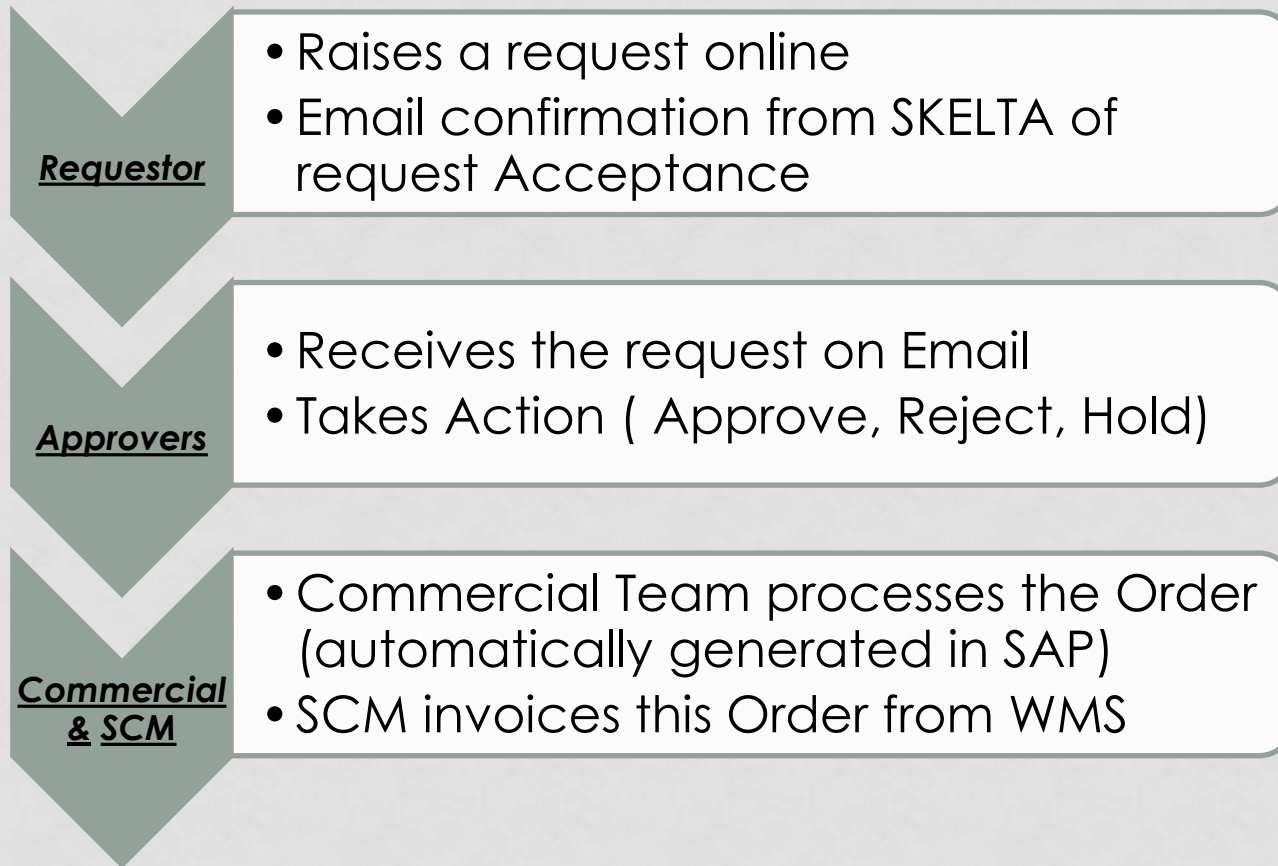 Requestor
• Raises a request online
• Email confirmation from SKELTA of
request Acceptance
Approvers
• Receives the request on Email
• Takes Action ( Approve, Reject, Hold)
Commercial
& SCM
• Commercial Team processes the Order
(automatically generated in SAP)
• SCM invoices this Order from WMS